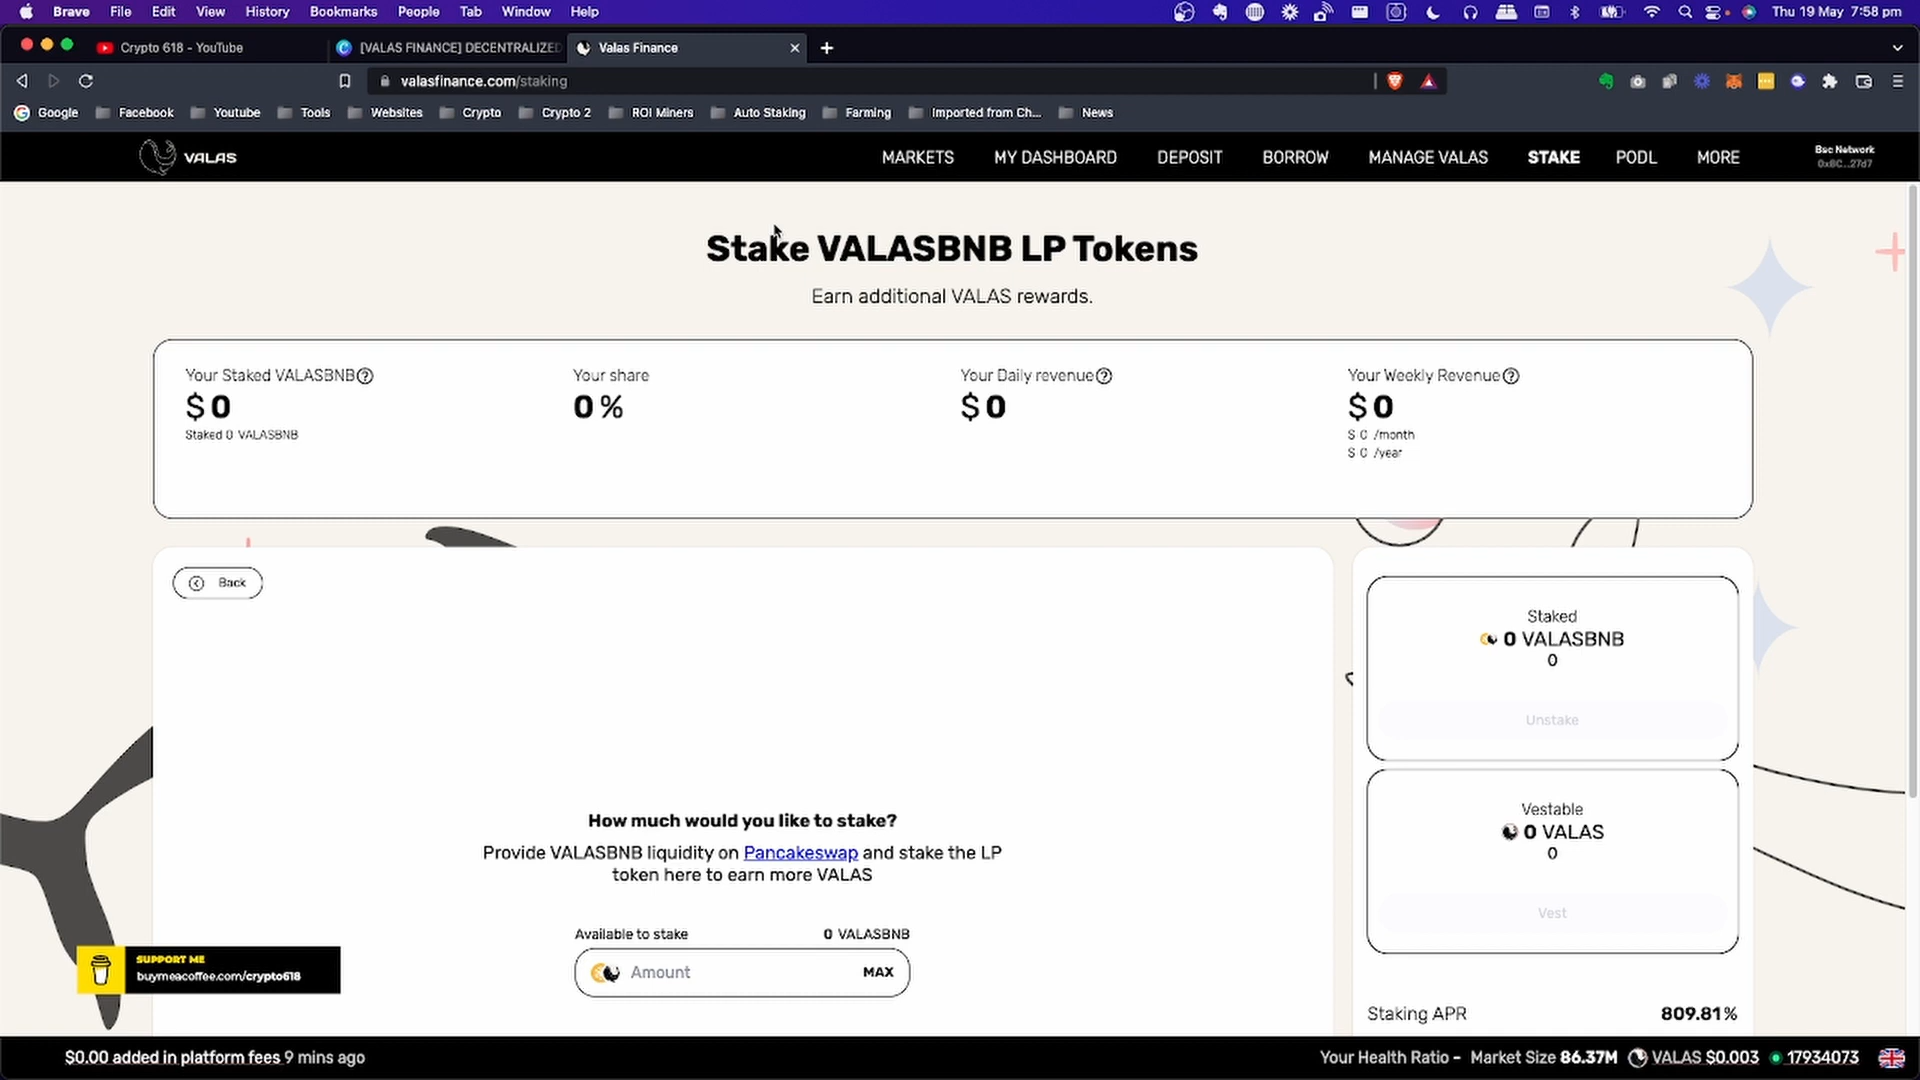 Brave File Edit View History Bookmarks People Tab Window Help Thu 19 May 7:58 pm
Crypto 618 - YouTube [VALAS FINANCE] DECENTRALIZED Valas Finance
valasfinance.com/staking
Google Facebook Youtube Tools Websites Crypto Crypto 2 ROI Miners Auto Staking Farming Imported from Ch... News
VALAS MARKETS MY DASHBOARD DEPOSIT BORROW MANAGE VALAS STAKE PODL MORE Bsc Network
0x8C...27d7
Stake VALASBNB LP Tokens
Earn additional VALAS rewards.
Your Staked VALASBNB Your share Your Daily revenue Your Weekly Revenue
$ 0 0 % $ 0 $ 0
Staked 0 VALASBNB $ 0 /month
$ 0 /year
Back
Staked
0 VALASBNB
0
Unstake
Vestable
0 VALAS
0
Vest
How much would you like to stake?
Provide VALASBNB liquidity on Pancakeswap and stake the LP
token here to earn more VALAS
Available to stake 0 VALASBNB
Amount MAX
SUPPORT ME
buymeacoffee.com/crypto618
Staking APR 809.81%
$0.00 added in platform fees 9 mins ago Your Health Ratio - Market Size 86.37M VALAS $0.003 17934073